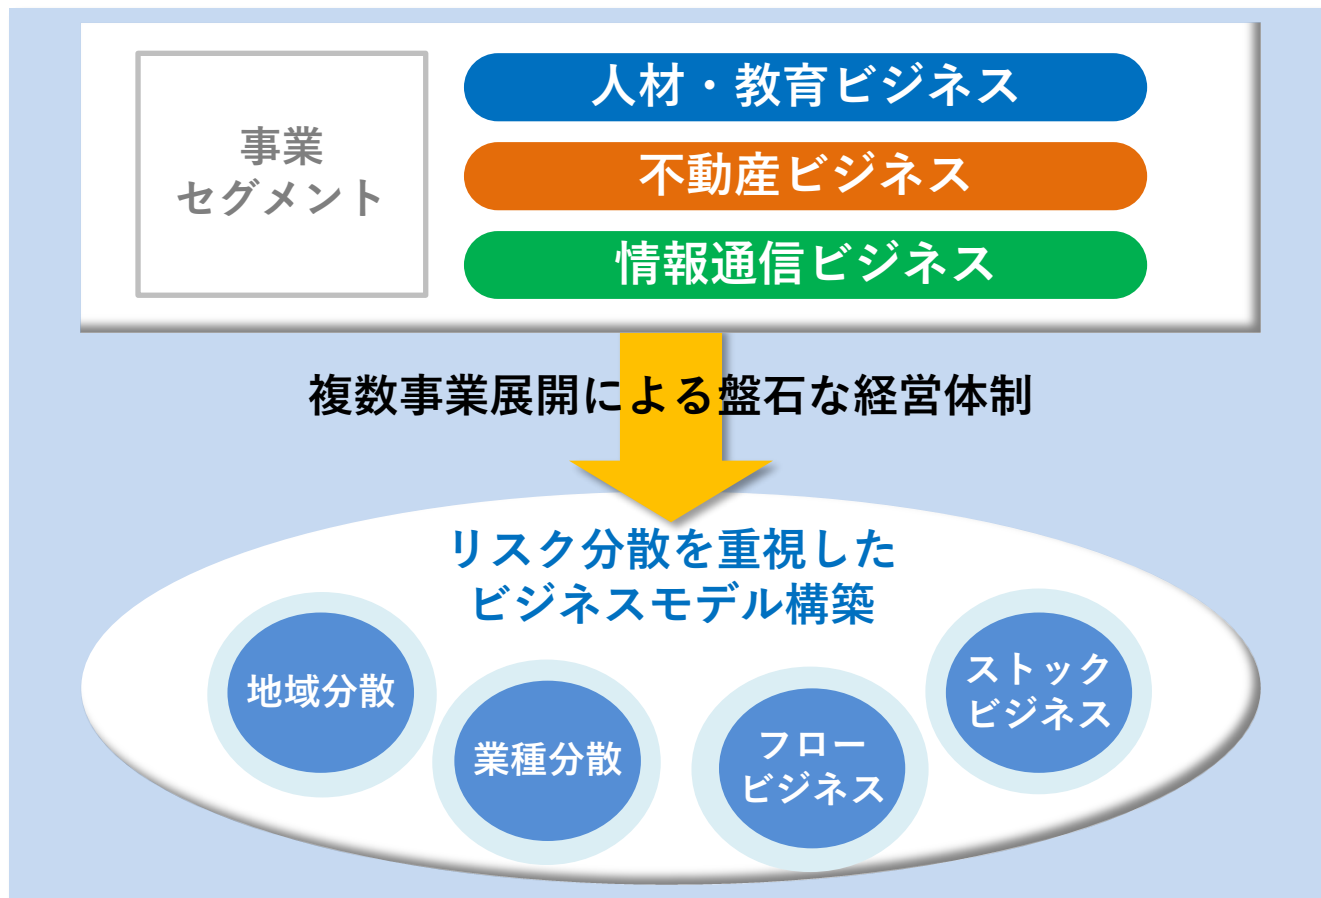 事業
セグメント
人材・教育ビジネス
不動産ビジネス
情報通信ビジネス
複数事業展開による盤石な経営体制
リスク分散を重視した
ビジネスモデル構築
地域分散
業種分散
フロー
ビジネス
ストック
ビジネス